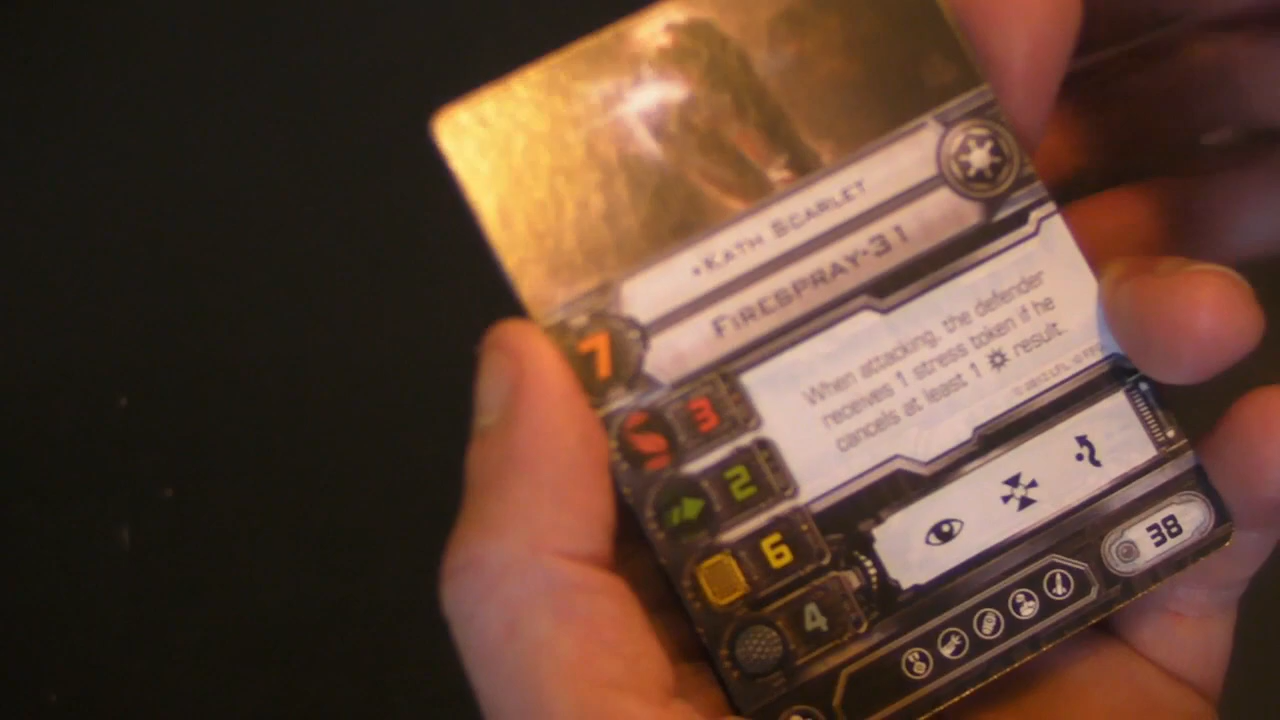 •Kath Scarlet
Firespray-31
7
When attacking, the defender
receives 1 stress token if he
cancels at least 1 result.
3
2
6
4
38